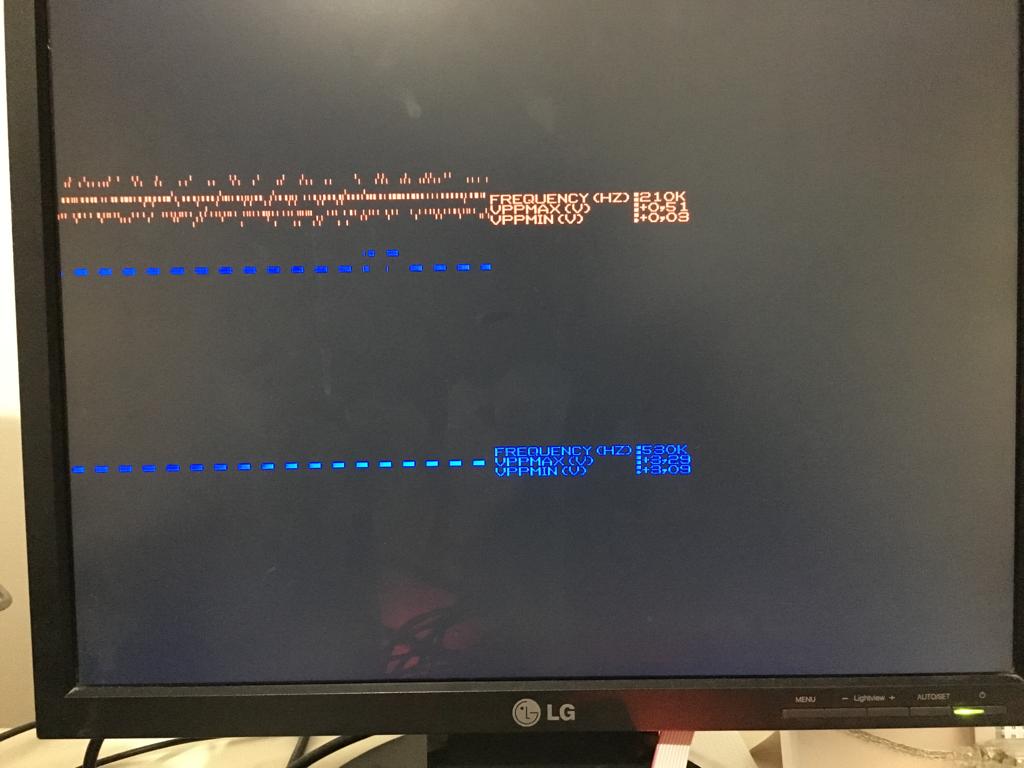 FREQUENCY(HZ) :210K
VPPMAX(V) :+0,51
VPPMIN(V) :+0,03
FREQUENCY(HZ) :530K
VPPMAX(V) :+3,29
VPPMIN(V) :+3,09
LG
MENU − Lightview + AUTO/SET